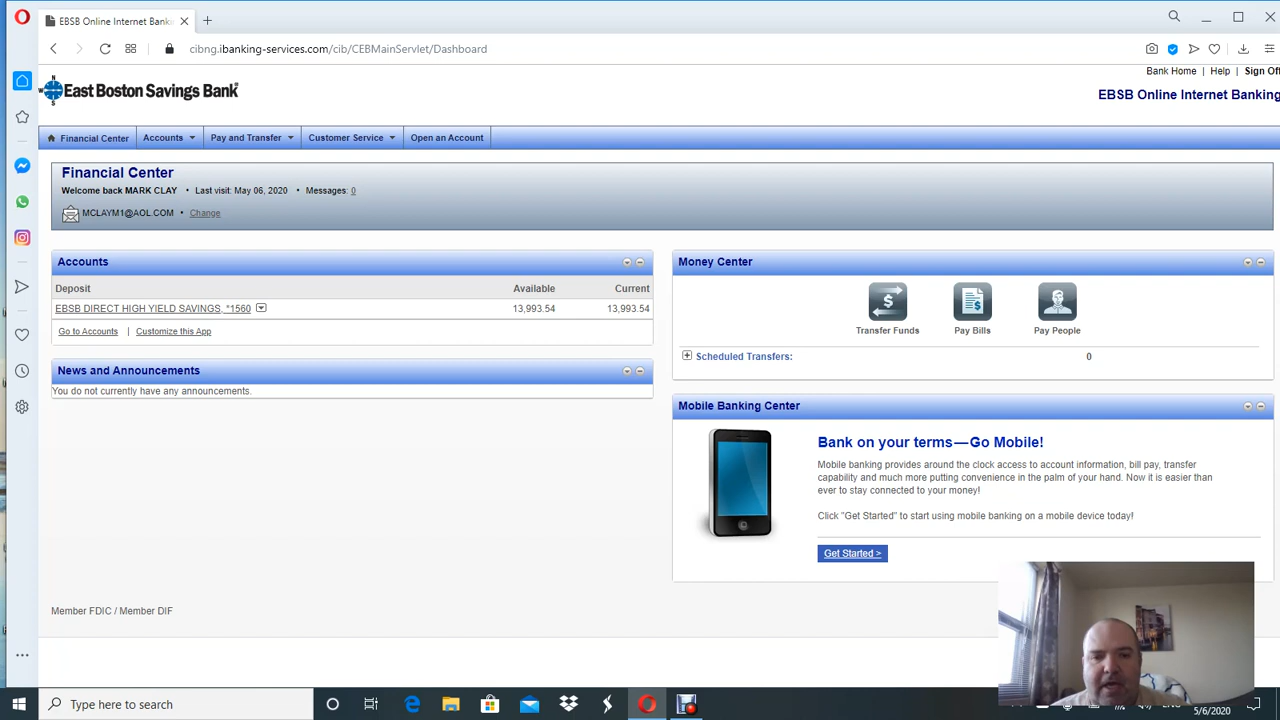 EBSB Online Internet Bank
cibng.ibanking-services.com/cib/CEBMainServlet/Dashboard
Bank Home | Help | Sign Off
N
W
S
East Boston Savings Bank
EBSB Online Internet Banking
Financial Center
Accounts
Pay and Transfer
Customer Service
Open an Account
Financial Center
Welcome back MARK CLAY • Last visit: May 06, 2020 • Messages: 0
MCLAYM1@AOL.COM • Change
Accounts
Deposit Available Current
EBSB DIRECT HIGH YIELD SAVINGS, *1560 13,993.54 13,993.54
Go to Accounts | Customize this App
News and Announcements
You do not currently have any announcements.
Money Center
Transfer Funds
Pay Bills
Pay People
Scheduled Transfers: 0
Mobile Banking Center
Bank on your terms—Go Mobile!
Mobile banking provides around the clock access to account information, bill pay, transfer
capability and much more putting convenience in the palm of your hand. Now it is easier than
ever to stay connected to your money!
Click "Get Started" to start using mobile banking on a mobile device today!
Get Started >
Member FDIC / Member DIF
Type here to search
5/6/2020